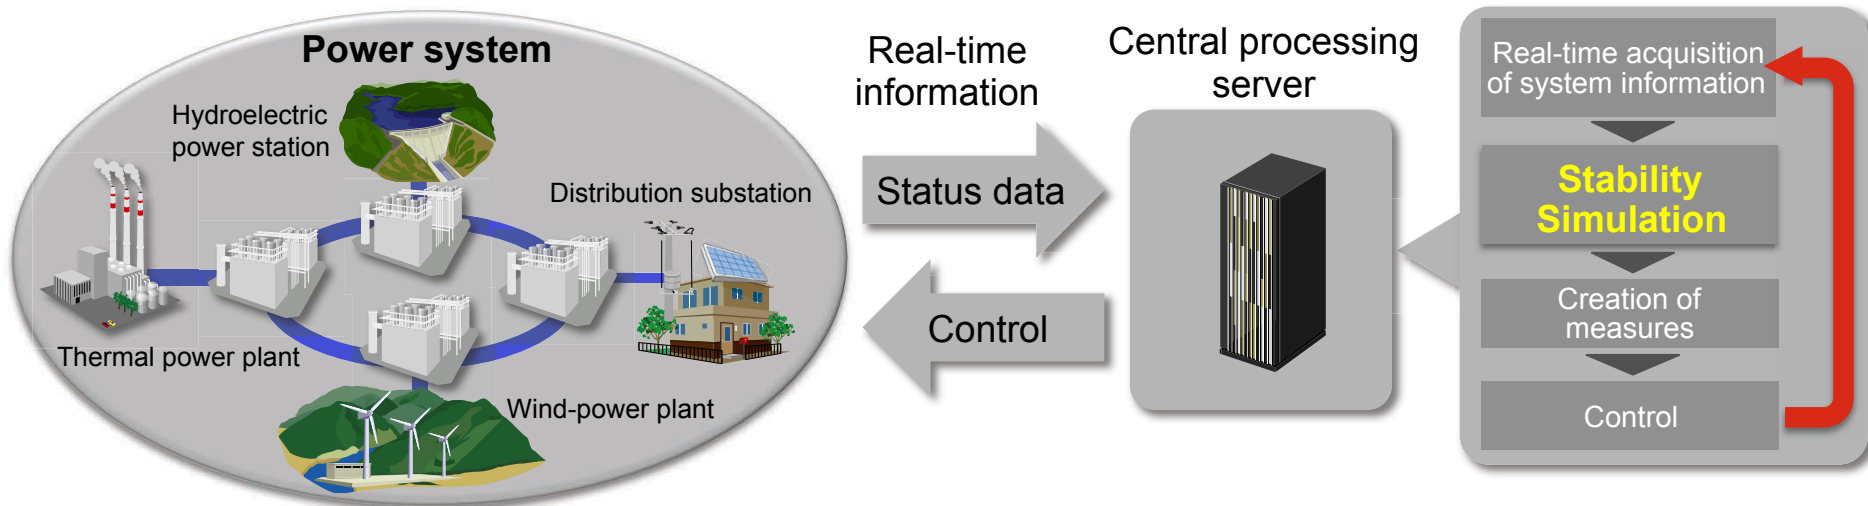 Power system
Hydroelectric
power station
Distribution substation
Thermal power plant
Wind-power plant
Real-time
information
Status data
Control
Central processing
server
Real-time acquisition
of system information
Stability
Simulation
Creation of
measures
Control